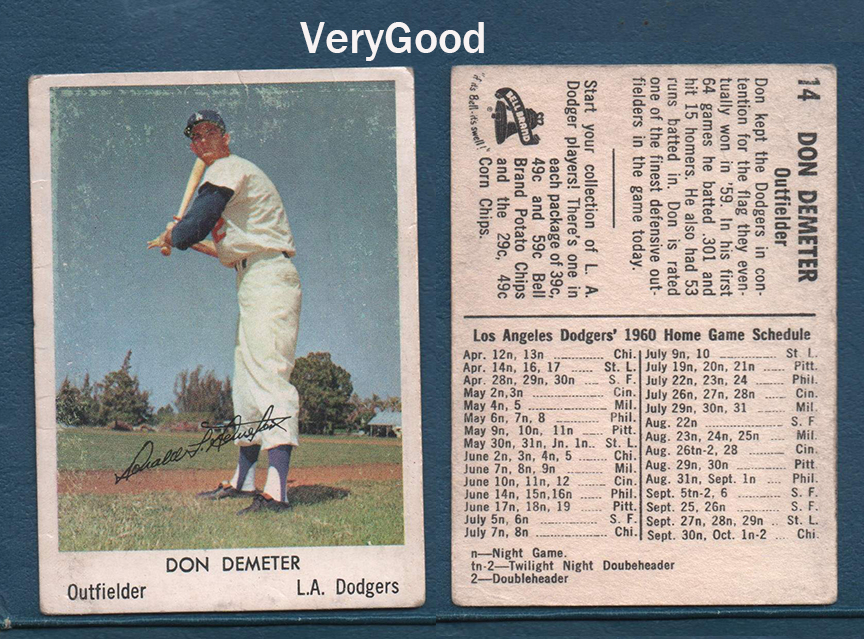 VeryGood
Donald L. Demeter
DON DEMETER
Outfielder L.A. Dodgers
14 DON DEMETER
Outfielder
Don kept the Dodgers in con-
tention for the flag they even-
tually won in '59. In his first
64 games he batted 301 and
hit 15 homers. He also had 53
runs batted in. Don is rated
one of the finest defensive out-
fielders in the game today.
Start your collection of L. A.
Dodger players! There's one in
each package of 39c,
49c and 59c Bell
Brand Potato Chips
and the 29c, 49c
Corn Chips.
BELL BRAND
"if its Bell..its swell!"
Los Angeles Dodgers' 1960 Home Game Schedule
Apr. 12n, 13n ............ Chi.
Apr. 14n, 16, 17 ........ St. L.
Apr. 28n, 29n, 30n ..... S. F.
May 2n,3n ............ Cin.
May 4n, 5 ............ Mil.
May 6n, 7n, 8 ............ Phil.
May 9n, 10n, 11n ........ Pitt.
May 30n, 31n, Jn. 1n.. St. L.
June 2n, 3n, 4n, 5 ........ Chi.
June 7n, 8n, 9n ............ Mil.
June 10n, 11n, 12 ........ Cin.
June 14n, 15n,16n ..... Phil.
June 17n, 18n, 19 ........ Pitt.
July 5n, 6n ............ S. F.
July 7n, 8n ............ Chi.
July 9n, 10 ............ St L.
July 19n, 20n, 21n ........ Pitt.
July 22n, 23n, 24 ........ Phil.
July 26n, 27n, 28n ........ Cin.
July 29n, 30n, 31 ........ Mil.
Aug. 22n ............ S. F
Aug. 23n, 24n, 25n ........ Mil.
Aug. 26tn-2, 28 ............ Cin.
Aug. 29n, 30n ............ Pitt.
Aug. 31n, Sept. 1n ..... Phil.
Sept. 5tn-2, 6 ............ S. F.
Sept. 25, 26n ............ S. F.
Sept. 27n, 28n, 29n .. St. L.
Sept. 30n, Oct. 1n-2 .. Chi.
n—Night Game.
tn-2—Twilight Night Doubeheader
2—Doubleheader